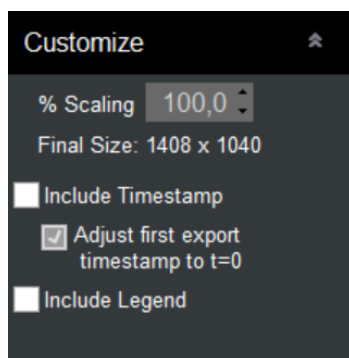 Customize
% Scaling 100,0
Final Size: 1408 x 1040
Include Timestamp
Adjust first export
timestamp to t=0
Include Legend